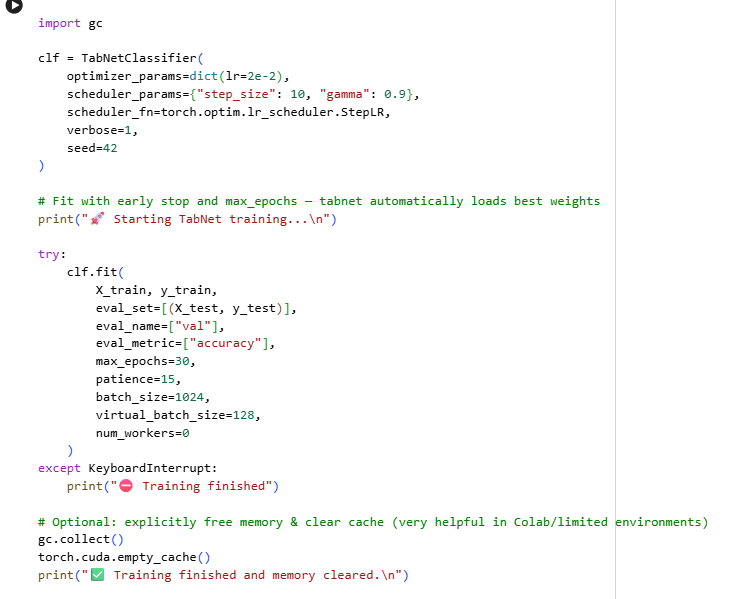 import gc
clf = TabNetClassifier(
    optimizer_params=dict(lr=2e-2),
    scheduler_params={"step_size": 10, "gamma": 0.9},
    scheduler_fn=torch.optim.lr_scheduler.StepLR,
    verbose=1,
    seed=42
)
# Fit with early stop and max_epochs — tabnet automatically loads best weights
print("🚀 Starting TabNet training...\n")
try:
    clf.fit(
        X_train, y_train,
        eval_set=[(X_test, y_test)],
        eval_name=["val"],
        eval_metric=["accuracy"],
        max_epochs=30,
        patience=15,
        batch_size=1024,
        virtual_batch_size=128,
        num_workers=0
    )
except KeyboardInterrupt:
    print("⛔ Training finished")
# Optional: explicitly free memory & clear cache (very helpful in Colab/limited environments)
gc.collect()
torch.cuda.empty_cache()
print("✅ Training finished and memory cleared.\n")